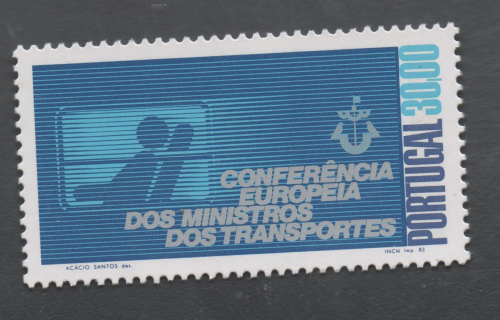 CONFERÊNCIA
EUROPEIA
DOS MINISTROS
DOS TRANSPORTES
PORTUGAL 30,00
ACÁCIO SANTOS des.
INCM Imp. 83